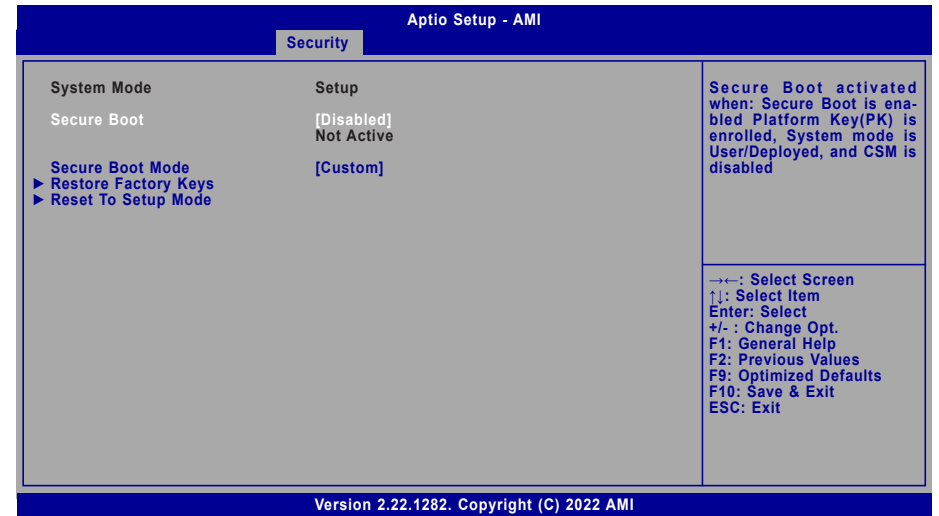 Aptio Setup - AMI
Security
System Mode Setup
Secure Boot [Disabled]
Not Active
Secure Boot Mode [Custom]
▶ Restore Factory Keys
▶ Reset To Setup Mode
Secure Boot activated
when: Secure Boot is ena-
bled Platform Key(PK) is
enrolled, System mode is
User/Deployed, and CSM is
disabled
→←: Select Screen
↑↓: Select Item
Enter: Select
+/- : Change Opt.
F1: General Help
F2: Previous Values
F9: Optimized Defaults
F10: Save & Exit
ESC: Exit
Version 2.22.1282. Copyright (C) 2022 AMI